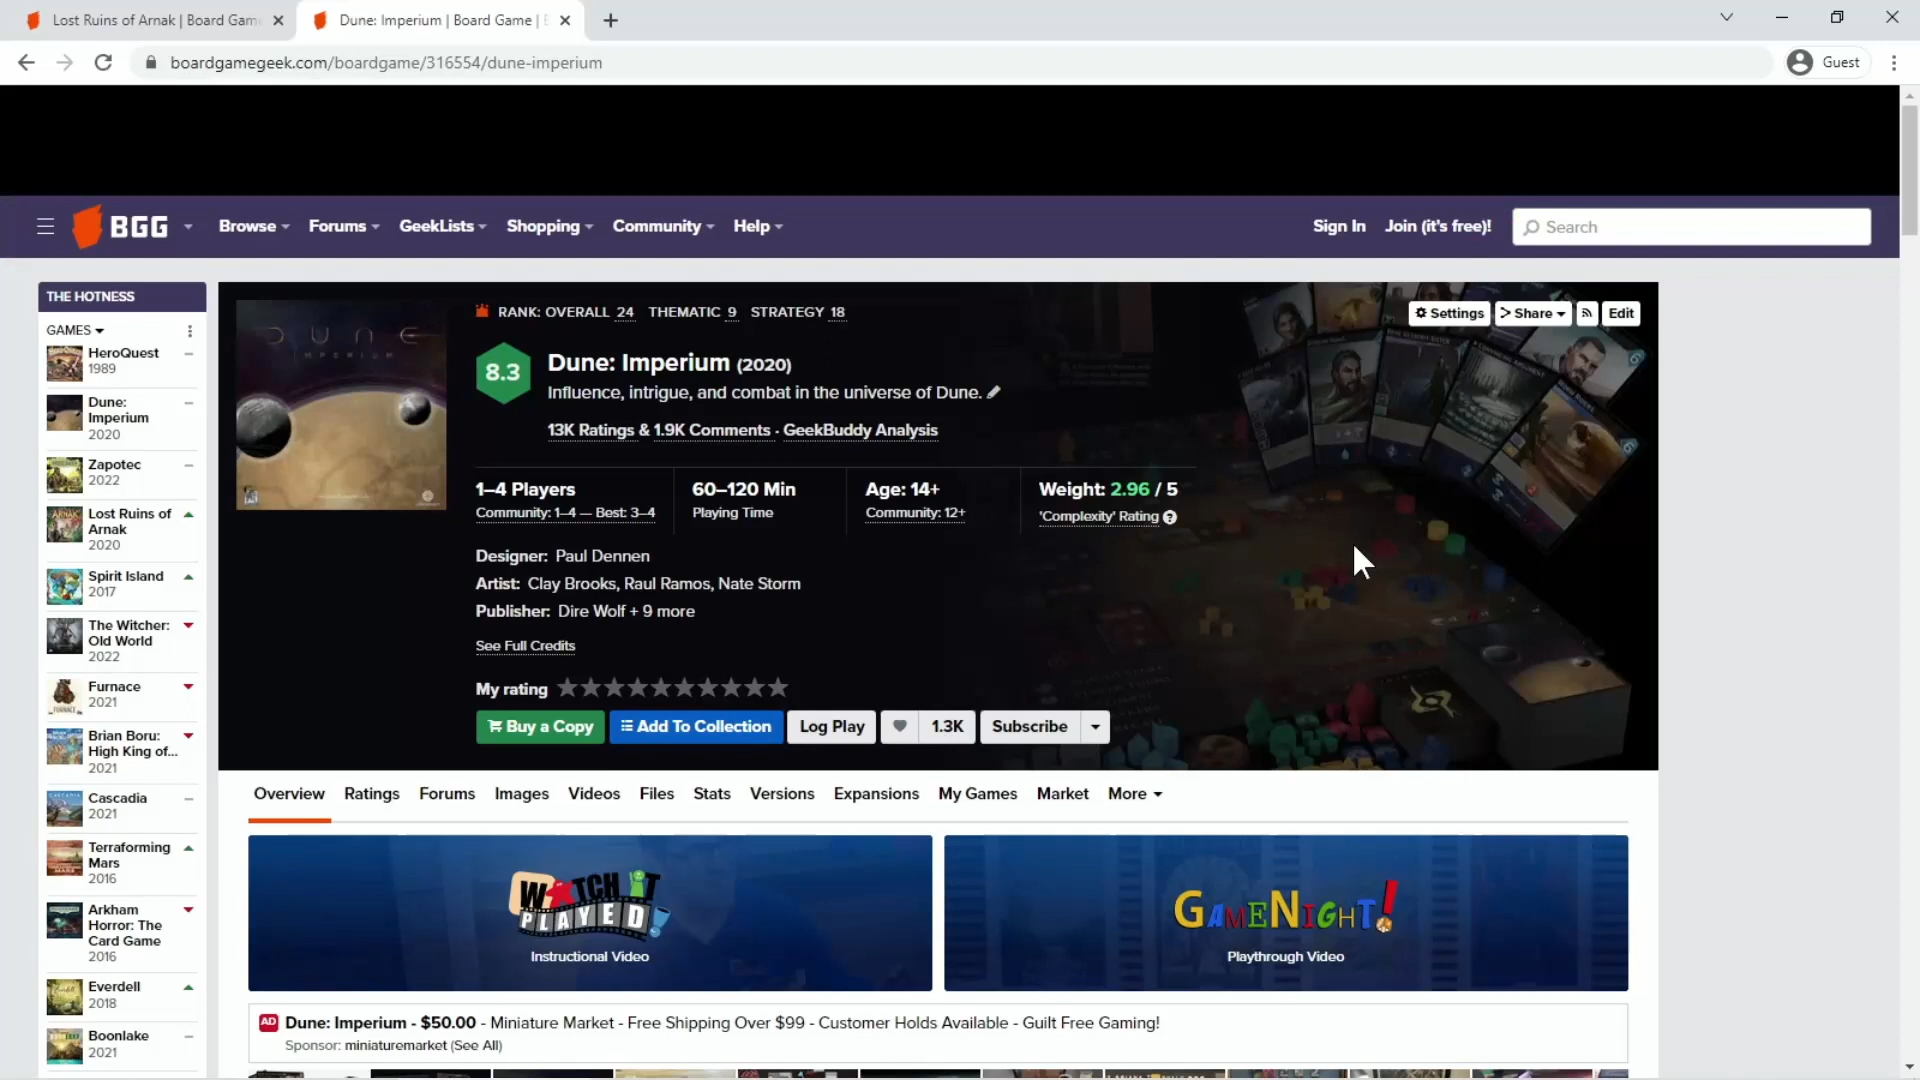 Lost Ruins of Arnak | Board Gam
Dune: Imperium | Board Game |
boardgamegeek.com/boardgame/316554/dune-imperium
Guest
BGG
Browse
Forums
GeekLists
Shopping
Community
Help
Sign In
Join (it's free)!
Search
THE HOTNESS
GAMES
HeroQuest
1989
Dune:
Imperium
2020
Zapotec
2022
Lost Ruins of
Arnak
2020
Spirit Island
2017
The Witcher:
Old World
2022
Furnace
2021
Brian Boru:
High King of...
2021
Cascadia
2021
Terraforming
Mars
2016
Arkham
Horror: The
Card Game
2016
Everdell
2018
Boonlake
2021
DUNE
IMPERIUM
RANK: OVERALL 24 THEMATIC 9 STRATEGY 18
Settings
Share
Edit
8.3
Dune: Imperium (2020)
Influence, intrigue, and combat in the universe of Dune.
13K Ratings & 1.9K Comments · GeekBuddy Analysis
1–4 Players
Community: 1–4 — Best: 3–4
60–120 Min
Playing Time
Age: 14+
Community: 12+
Weight: 2.96 / 5
'Complexity' Rating
Designer: Paul Dennen
Artist: Clay Brooks, Raul Ramos, Nate Storm
Publisher: Dire Wolf + 9 more
See Full Credits
My rating
Buy a Copy
Add To Collection
Log Play
1.3K
Subscribe
Overview
Ratings
Forums
Images
Videos
Files
Stats
Versions
Expansions
My Games
Market
More
WATCH IT
PLAYED
Instructional Video
GAMENIGHT!
Playthrough Video
AD Dune: Imperium - $50.00 - Miniature Market - Free Shipping Over $99 - Customer Holds Available - Guilt Free Gaming!
Sponsor: miniaturemarket (See All)